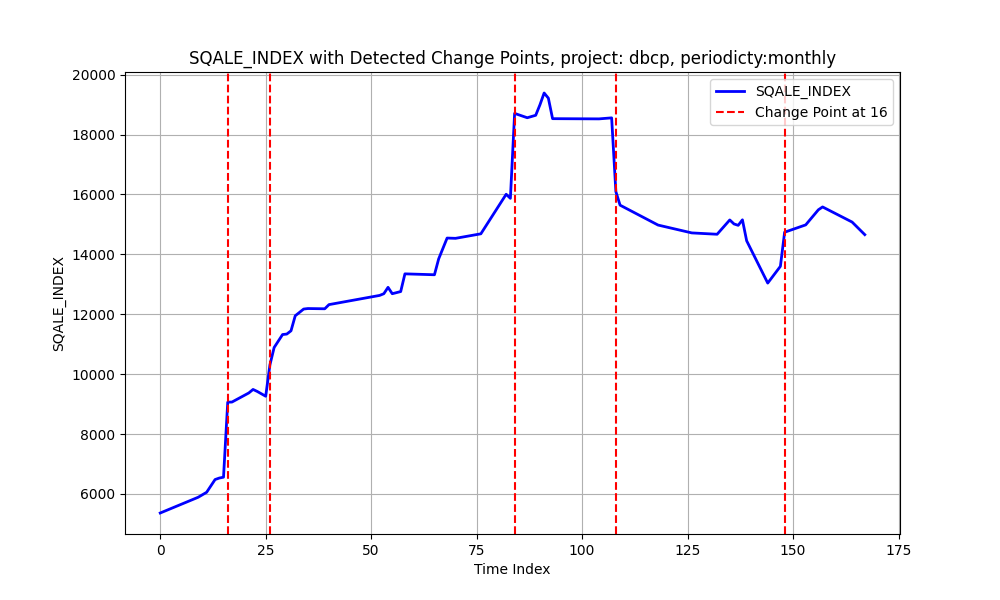 SQALE_INDEX with Detected Change Points, project: dbcp, periodicty:monthly
SQALE_INDEX
Change Point at 16
20000
18000
16000
14000
12000
10000
8000
6000
SQALE_INDEX
0 25 50 75 100 125 150 175
Time Index